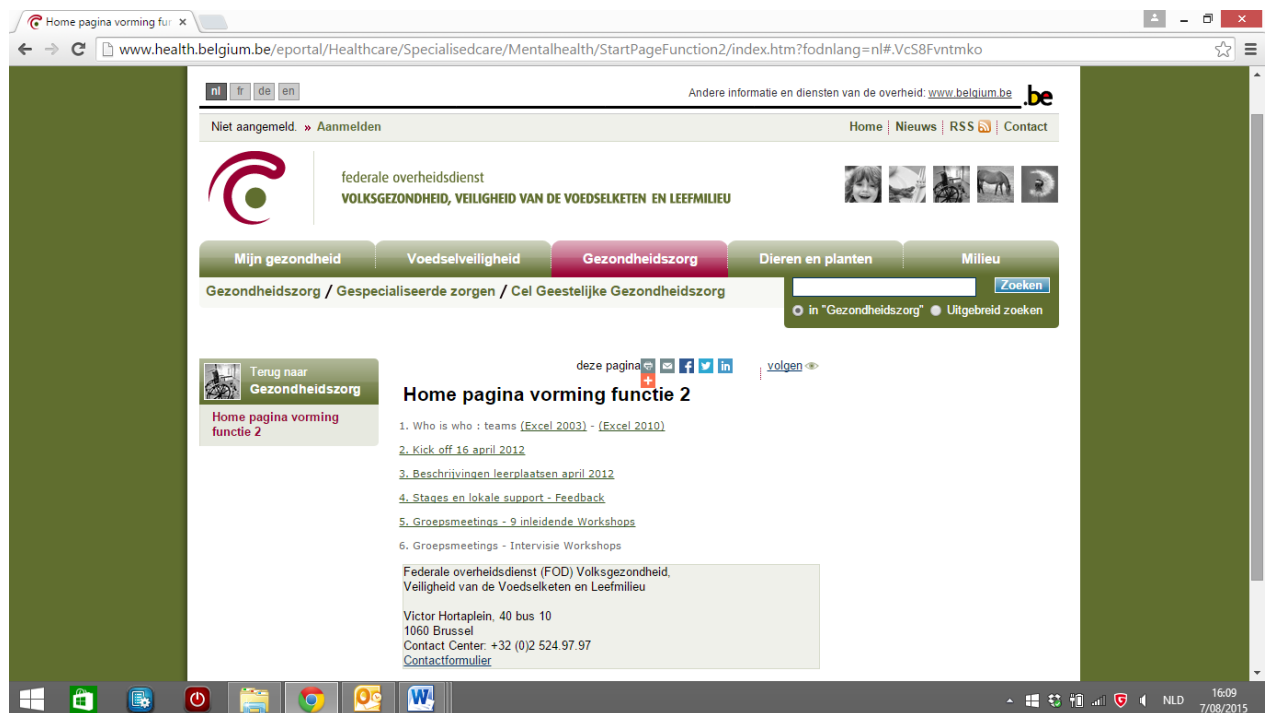 Home pagina vorming fur
www.health.belgium.be/eportal/Healthcare/Specialisedcare/Mentalhealth/StartPageFunction2/index.htm?fodnlang=nl#.VcS8Fvntmko
nl fr de en
Andere informatie en diensten van de overheid: www.belgium.be .be
Niet aangemeld. » Aanmelden
Home Nieuws RSS Contact
federale overheidsdienst
VOLKSGEZONDHEID, VEILIGHEID VAN DE VOEDSELKETEN EN LEEFMILIEU
Mijn gezondheid Voedselveiligheid Gezondheidszorg Dieren en planten Milieu
Gezondheidszorg / Gespecialiseerde zorgen / Cel Geestelijke Gezondheidszorg
Zoeken
in "Gezondheidszorg" Uitgebreid zoeken
Terug naar
Gezondheidszorg
Home pagina vorming
functie 2
deze pagina volgen
Home pagina vorming functie 2
1. Who is who : teams (Excel 2003) - (Excel 2010)
2. Kick off 16 april 2012
3. Beschrijvingen leerplaatsen april 2012
4. Stages en lokale support - Feedback
5. Groepsmeetings - 9 inleidende Workshops
6. Groepsmeetings - Intervisie Workshops
Federale overheidsdienst (FOD) Volksgezondheid,
Veiligheid van de Voedselketen en Leefmilieu
Victor Hortaplein, 40 bus 10
1060 Brussel
Contact Center: +32 (0)2 524.97.97
Contactformulier
NLD
16:09
7/08/2015